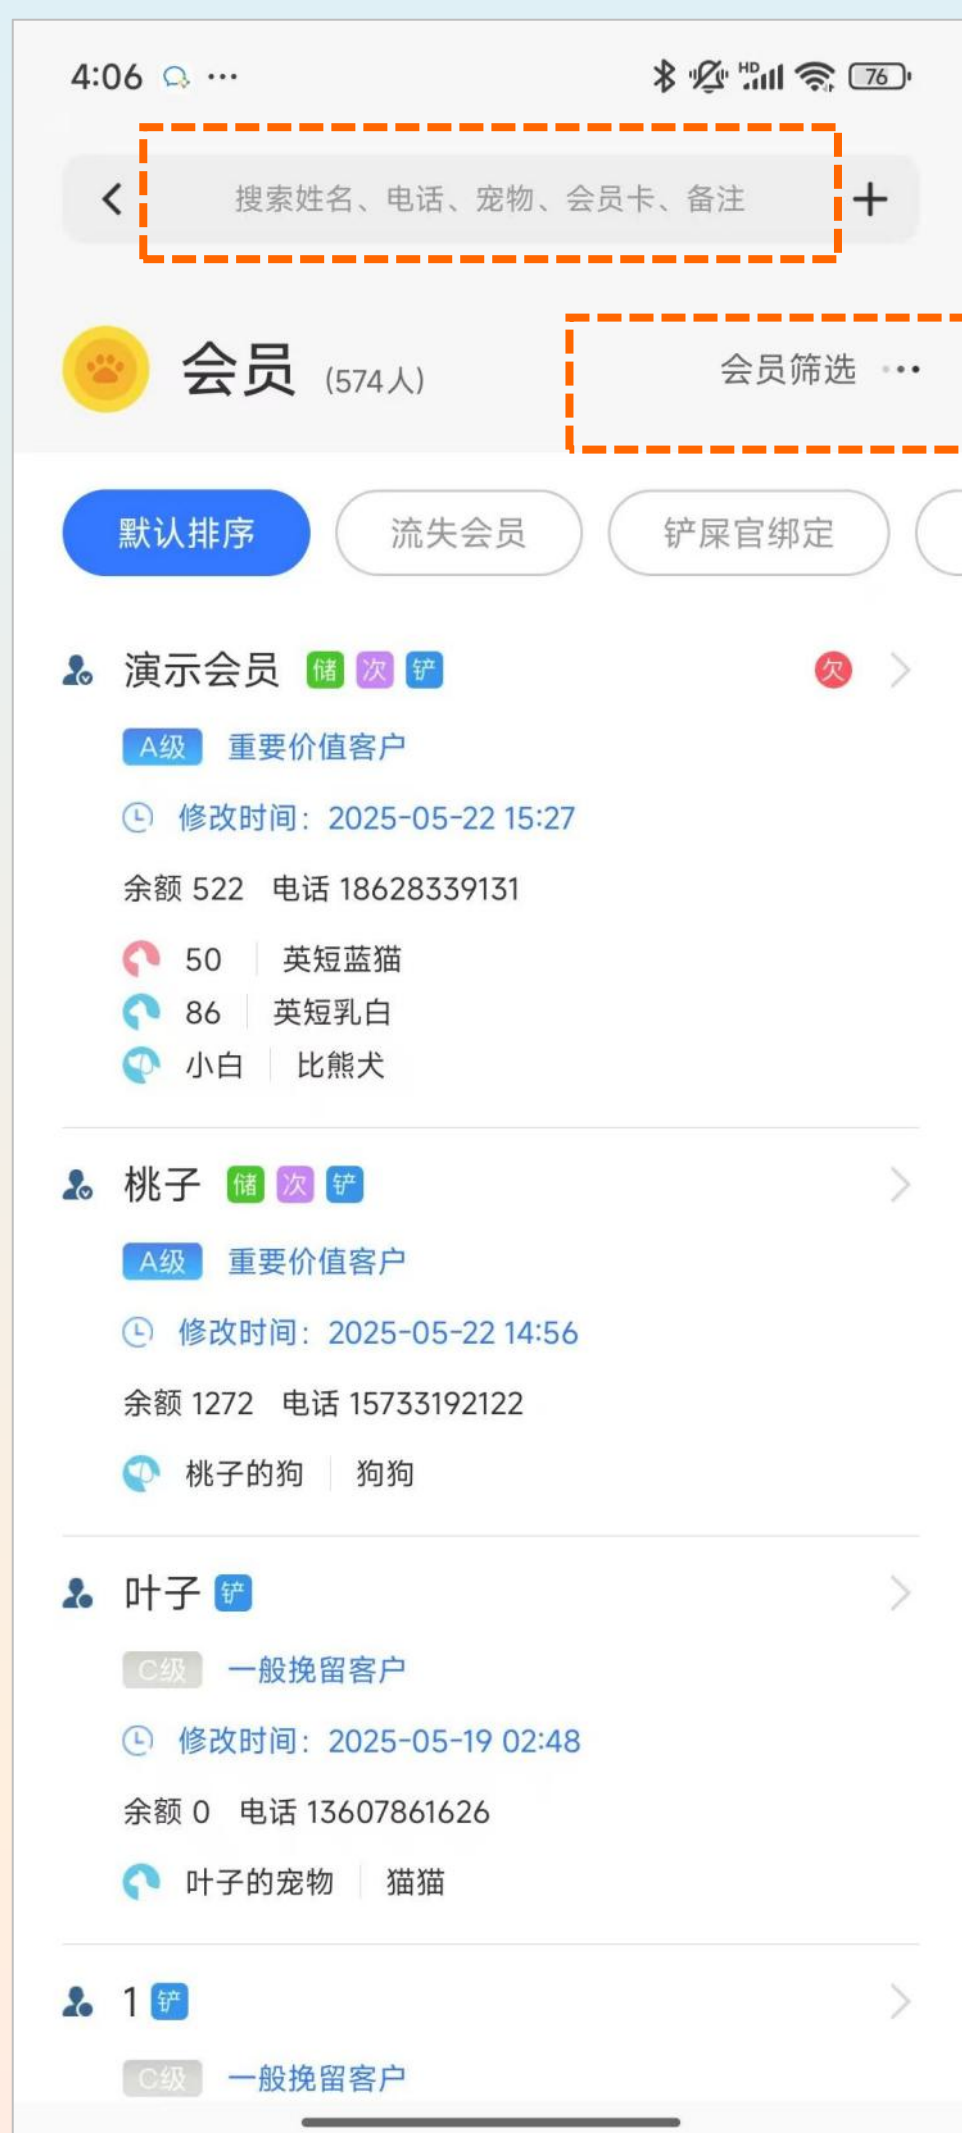 4:06 ··· HD 76
搜索姓名、电话、宠物、会员卡、备注
会员 (574人) 会员筛选
默认排序 流失会员 铲屎官绑定
演示会员 储 次 铲 欠
A级 重要价值客户
修改时间：2025-05-22 15:27
余额 522 电话 18628339131
50 英短蓝猫
86 英短乳白
小白 比熊犬
桃子 储 次 铲
A级 重要价值客户
修改时间：2025-05-22 14:56
余额 1272 电话 15733192122
桃子的狗 狗狗
叶子 铲
C级 一般挽留客户
修改时间：2025-05-19 02:48
余额 0 电话 13607861626
叶子的宠物 猫猫
1 铲
C级 一般挽留客户